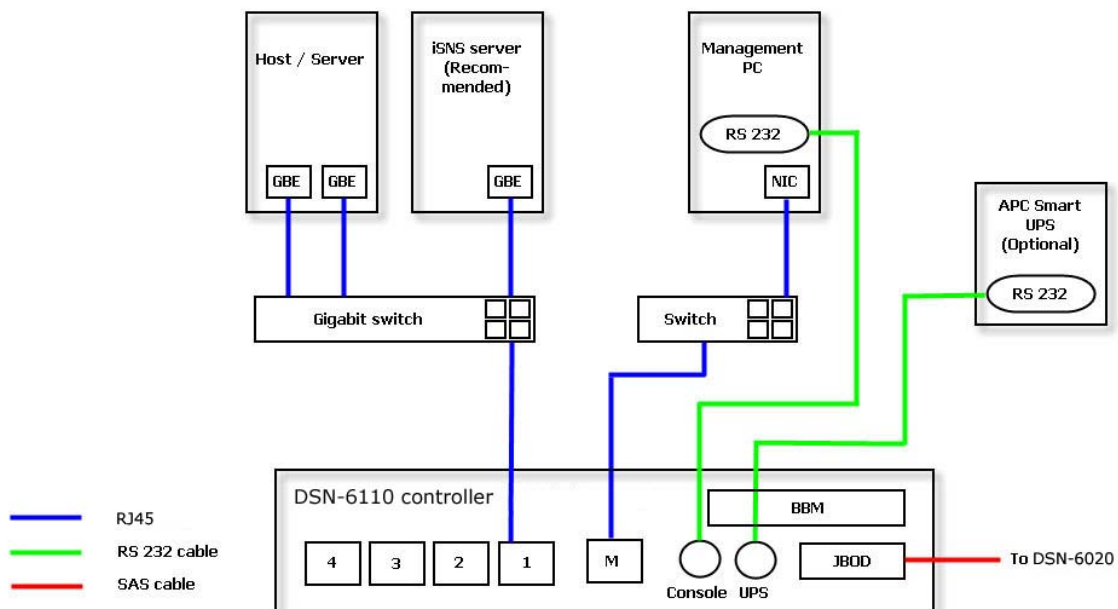 Host / Server
GBE
GBE
iSNS server
(Recom-
mended)
GBE
Management
PC
RS 232
NIC
APC Smart
UPS
(Optional)
RS 232
Gigabit switch
Switch
DSN-6110 controller
BBM
4
3
2
1
M
Console
UPS
JBOD
To DSN-6020
RJ45
RS 232 cable
SAS cable